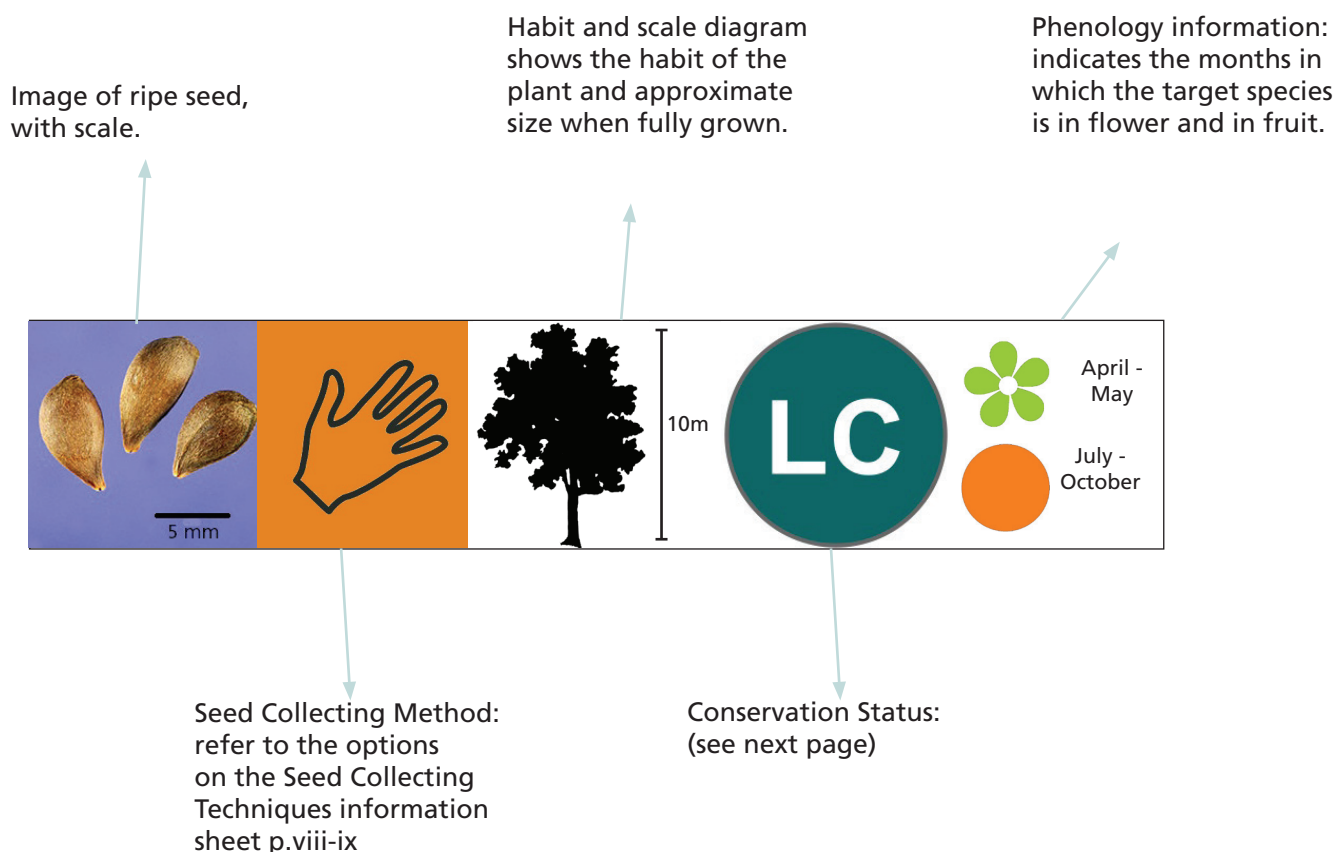 Image of ripe seed,
with scale.
Habit and scale diagram
shows the habit of the
plant and approximate
size when fully grown.
Phenology information:
indicates the months in
which the target species
is in flower and in fruit.
5 mm
10m
LC
April -
May
July -
October
Seed Collecting Method:
refer to the options
on the Seed Collecting
Techniques information
sheet p.viii-ix
Conservation Status:
(see next page)